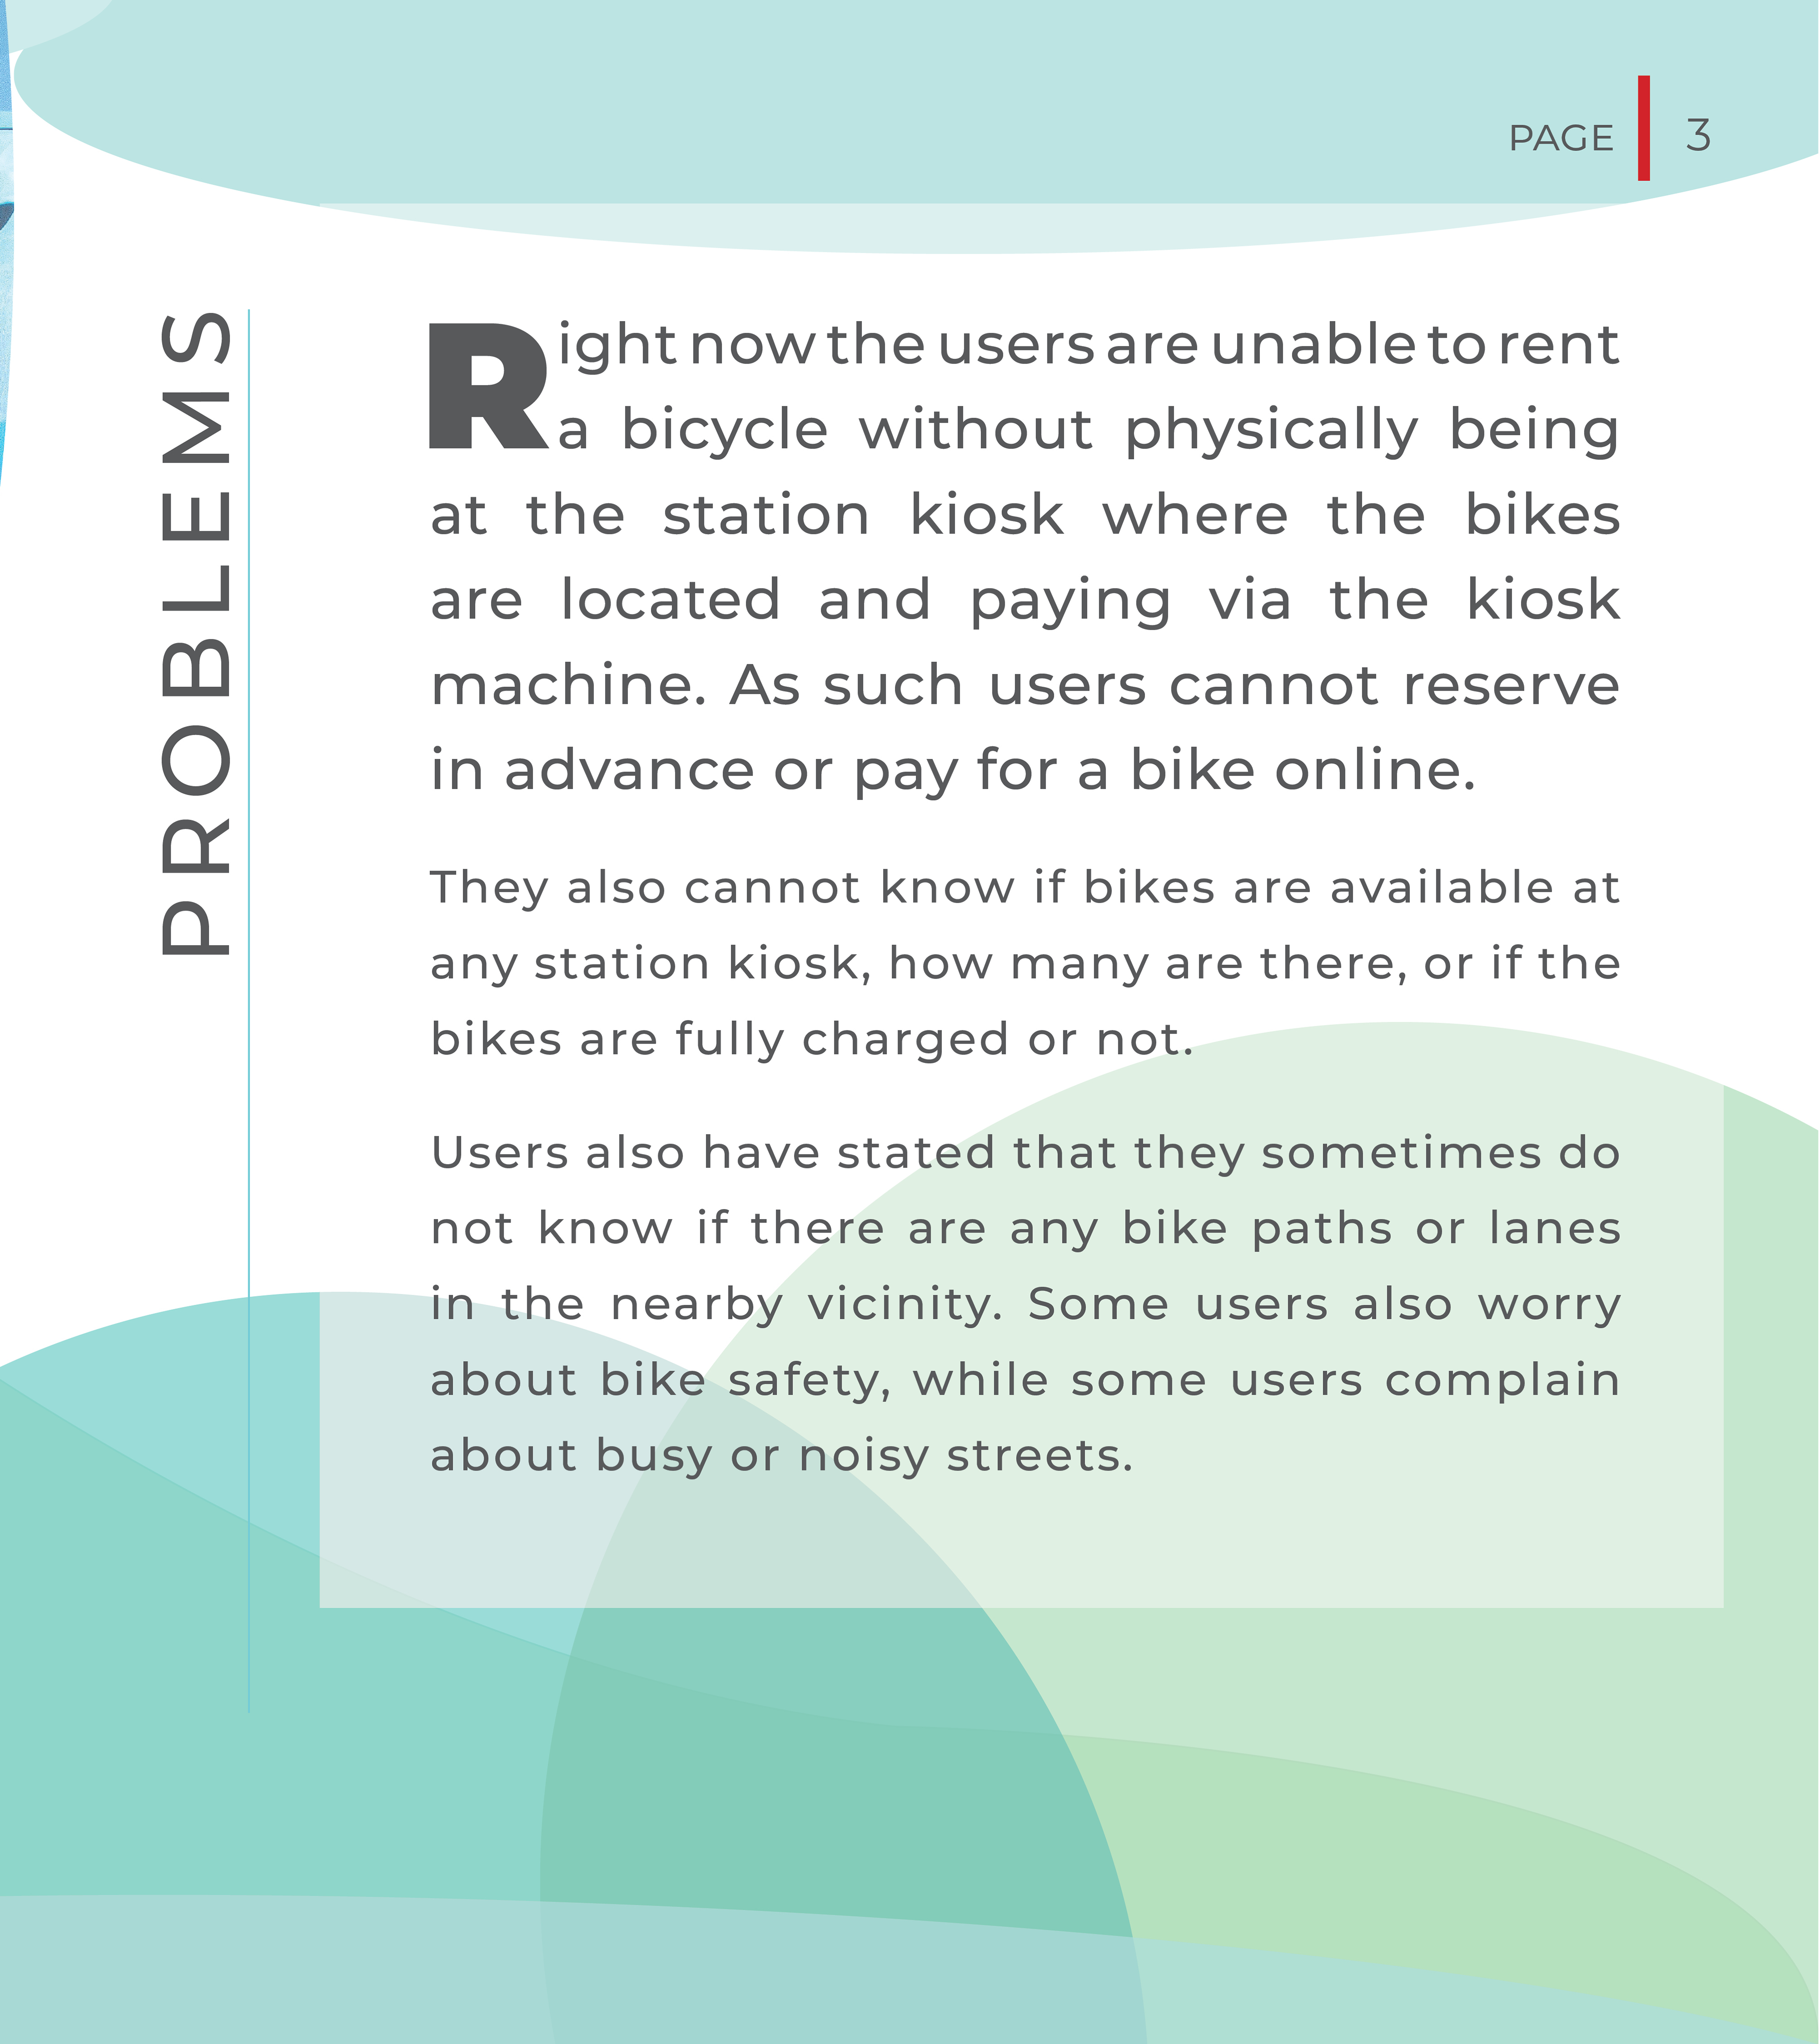 PAGE 3
PROBLEMS
Right now the users are unable to rent
a bicycle without physically being
at the station kiosk where the bikes
are located and paying via the kiosk
machine. As such users cannot reserve
in advance or pay for a bike online.
They also cannot know if bikes are available at
any station kiosk, how many are there, or if the
bikes are fully charged or not.
Users also have stated that they sometimes do
not know if there are any bike paths or lanes
in the nearby vicinity. Some users also worry
about bike safety, while some users complain
about busy or noisy streets.